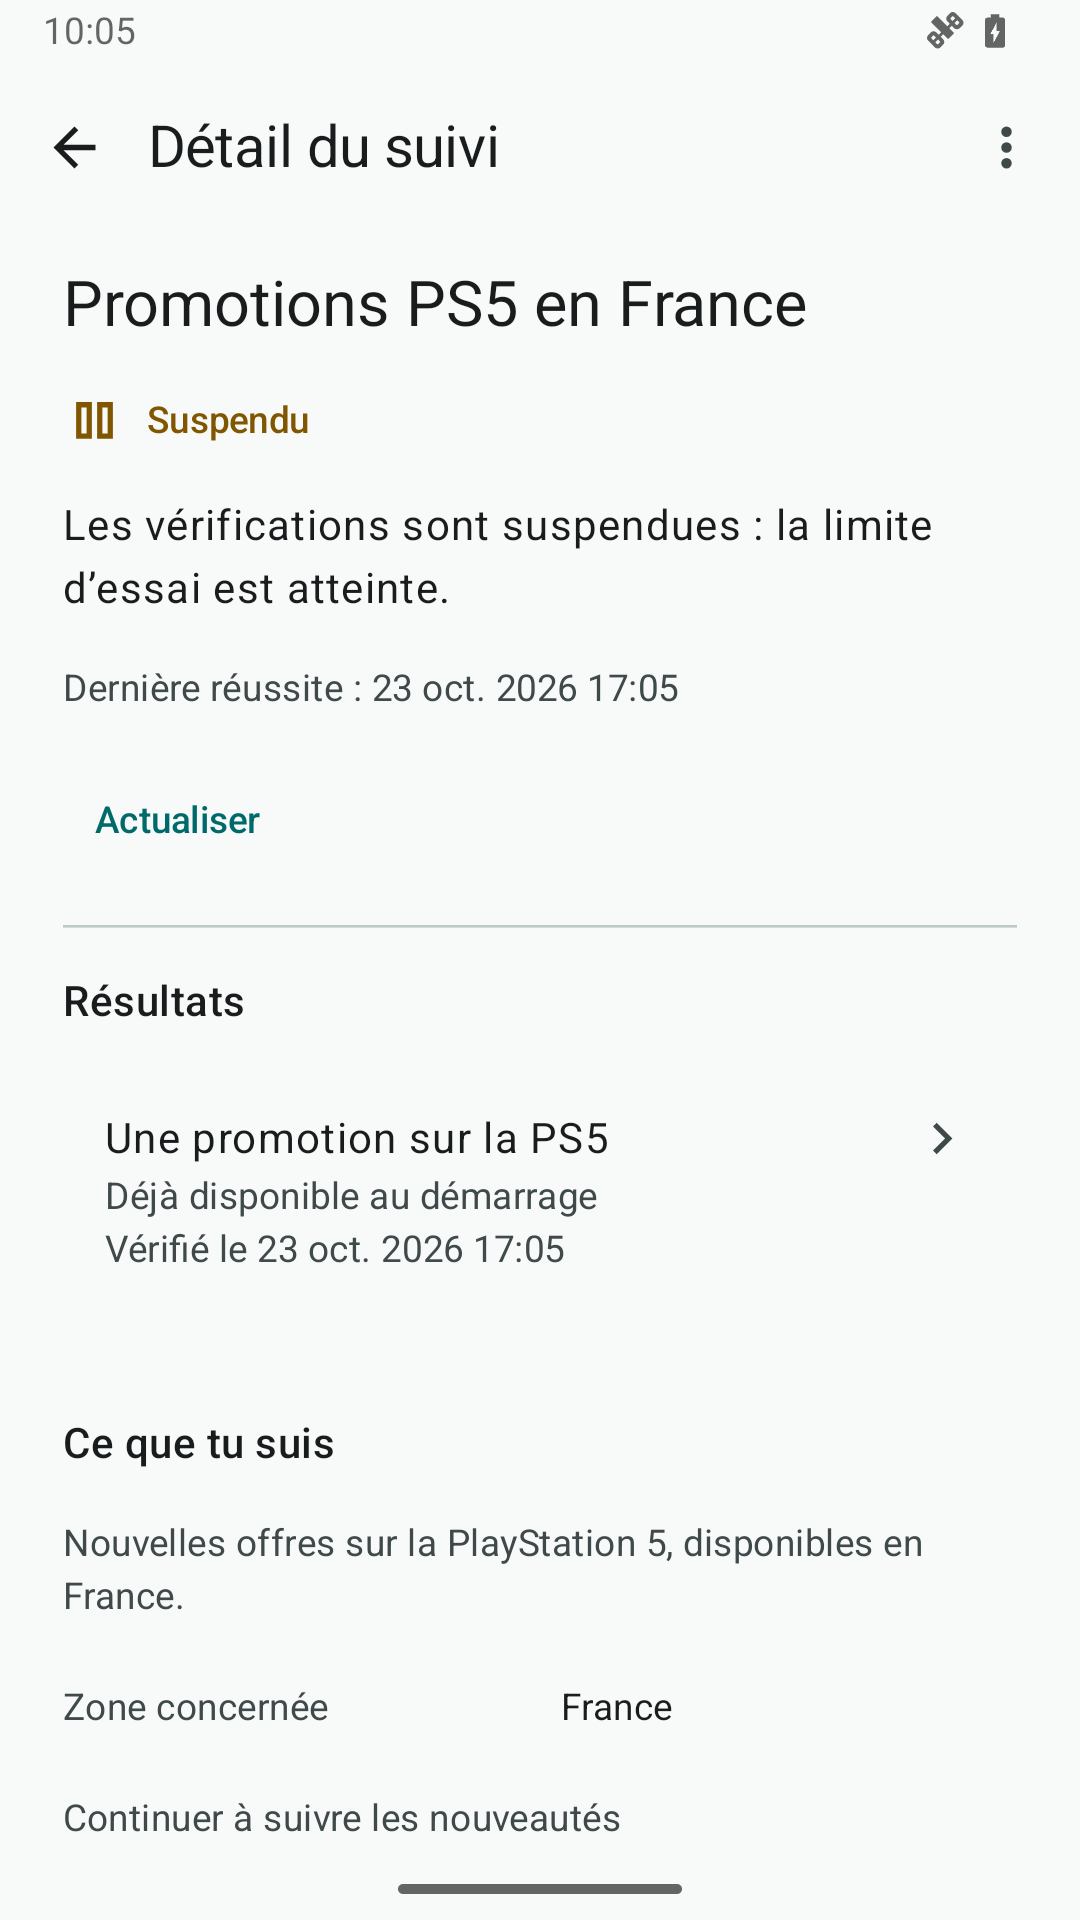 10:05
Détail du suivi
Promotions PS5 en France
Suspendu
Les vérifications sont suspendues : la limite
d’essai est atteinte.
Dernière réussite : 23 oct. 2026 17:05
Actualiser
Résultats
Une promotion sur la PS5
Déjà disponible au démarrage
Vérifié le 23 oct. 2026 17:05
Ce que tu suis
Nouvelles offres sur la PlayStation 5, disponibles en
France.
Zone concernée France
Continuer à suivre les nouveautés